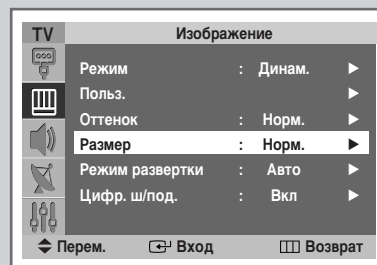 TV Изображение
Режим : Динам.
Польз.
Оттенок : Норм.
Размер : Норм.
Режим развертки : Авто
Цифр. ш/под. : Вкл
Перем. Вход Возврат